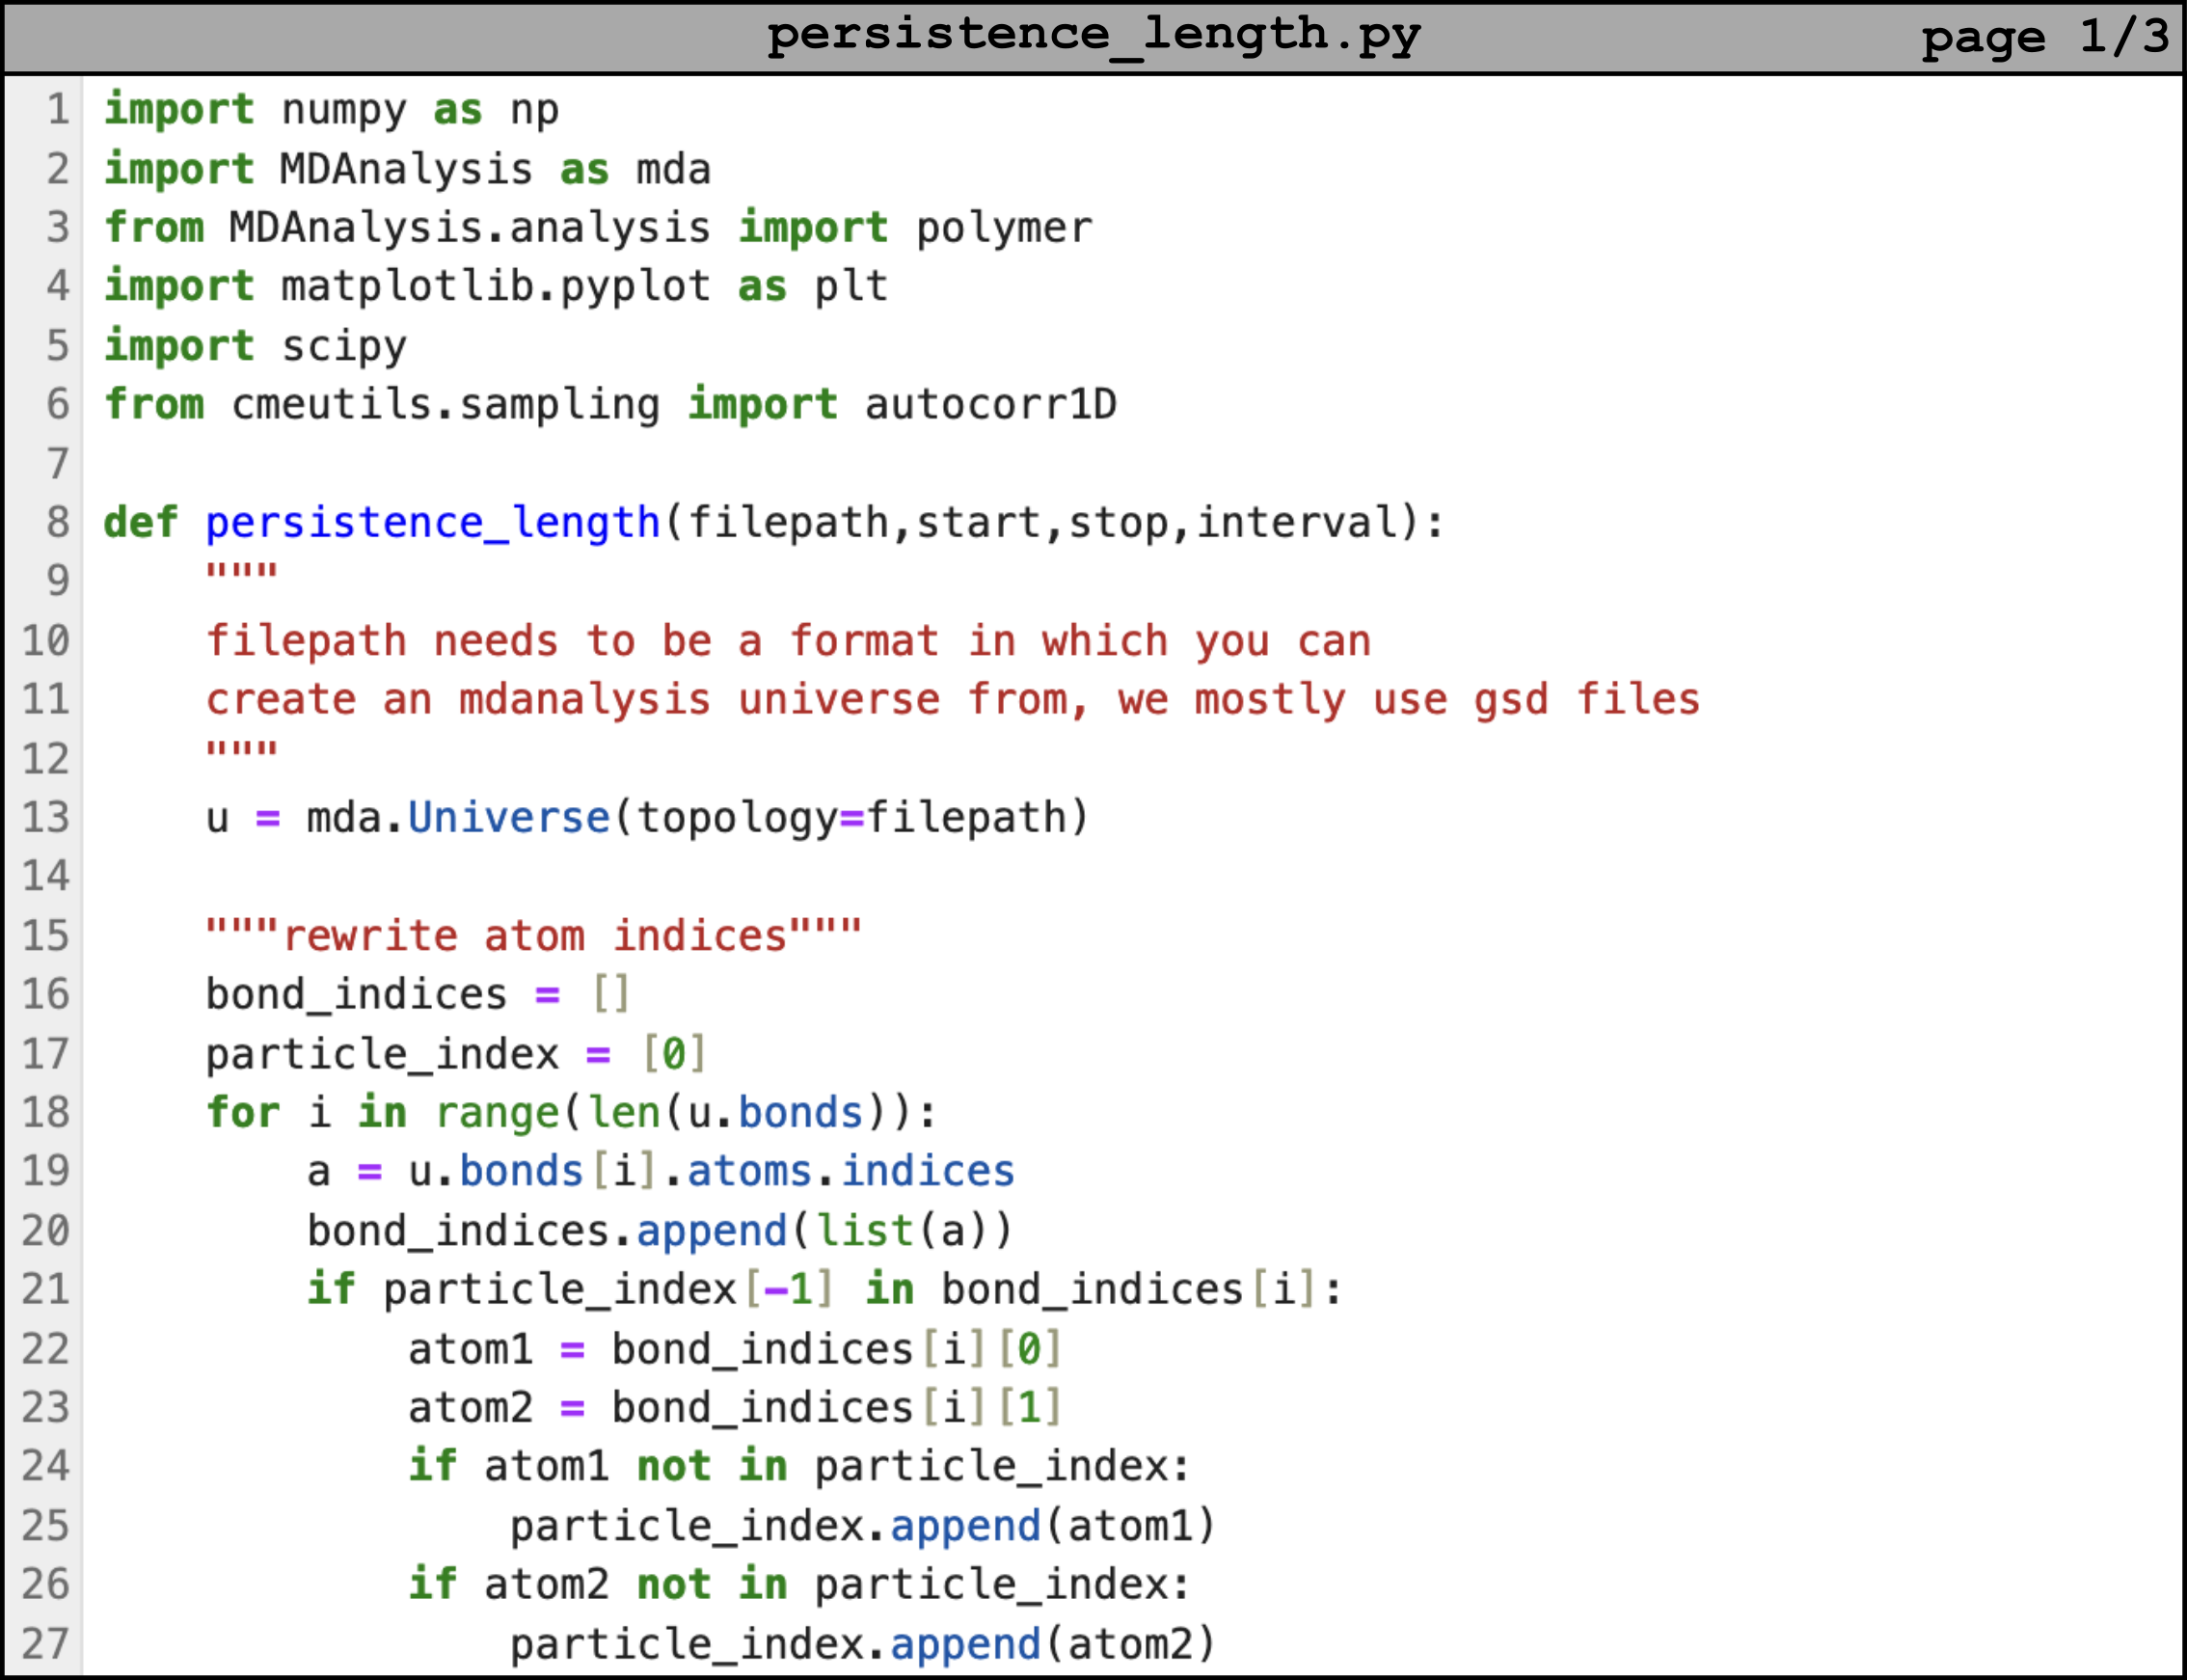 persistence_length.py page 1/3
1 import numpy as np
2 import MDAnalysis as mda
3 from MDAnalysis.analysis import polymer
4 import matplotlib.pyplot as plt
5 import scipy
6 from cmeutils.sampling import autocorr1D
7
8 def persistence_length(filepath,start,stop,interval):
9     """
10     filepath needs to be a format in which you can
11     create an mdanalysis universe from, we mostly use gsd files
12     """
13     u = mda.Universe(topology=filepath)
14
15     """rewrite atom indices"""
16     bond_indices = []
17     particle_index = [0]
18     for i in range(len(u.bonds)):
19         a = u.bonds[i].atoms.indices
20         bond_indices.append(list(a))
21         if particle_index[-1] in bond_indices[i]:
22             atom1 = bond_indices[i][0]
23             atom2 = bond_indices[i][1]
24             if atom1 not in particle_index:
25                 particle_index.append(atom1)
26             if atom2 not in particle_index:
27                 particle_index.append(atom2)